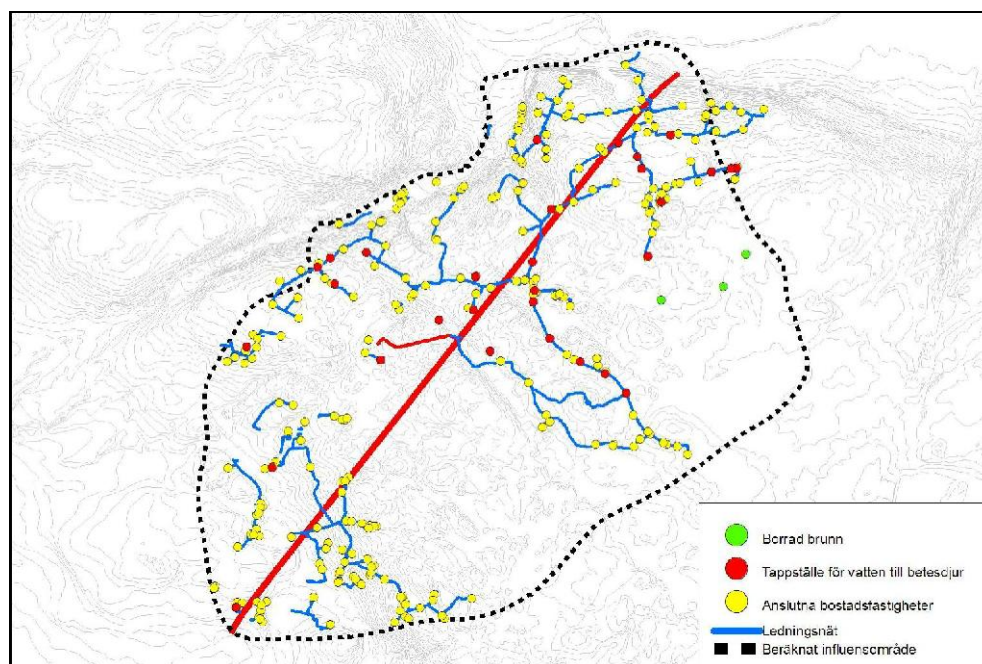 Borrad brunn
Tappställe för vatten till betesdjur
Anslutna bostadsfastigheter
Ledningsnät
Beräknat influensområde